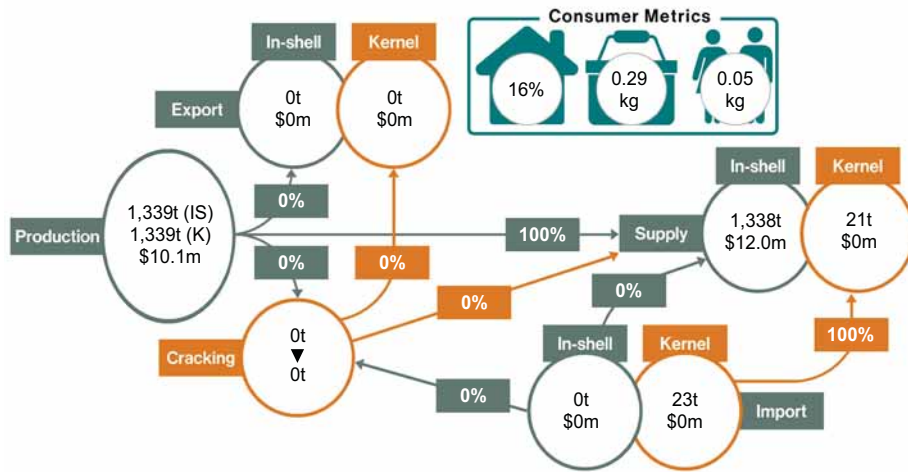 Consumer Metrics
16%
0.29
kg
0.05
kg
In-shell
Kernel
Export
0t
$0m
0t
$0m
0%
Production
1,339t (IS)
1,339t (K)
$10.1m
100%
Supply
In-shell
Kernel
1,338t
$12.0m
21t
$0m
0%
0%
0%
0%
100%
Cracking
0t
▼
0t
0%
In-shell
Kernel
0t
$0m
23t
$0m
Import